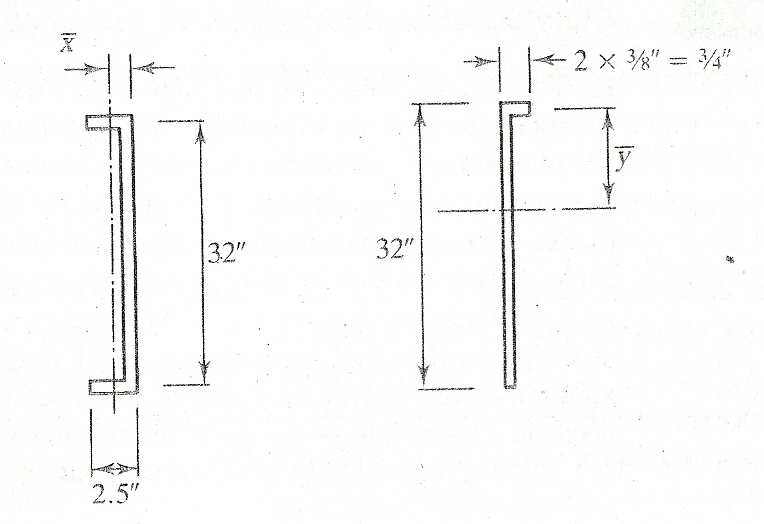 x̅
2 × 3/8" = 3/4"
y̅
32"
32"
2.5"